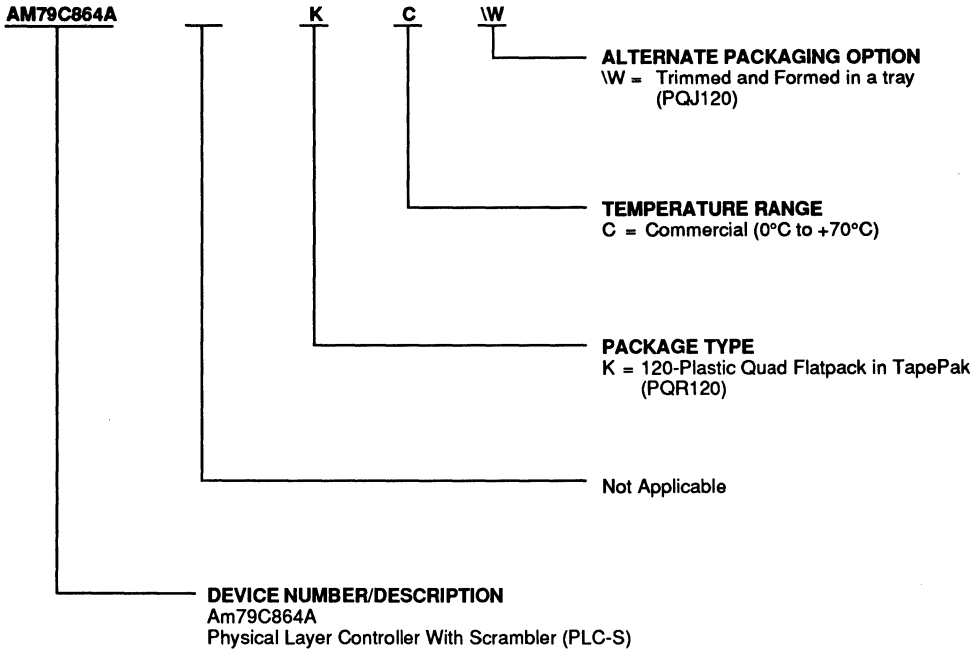 AM79C864A K C \W
ALTERNATE PACKAGING OPTION
\W = Trimmed and Formed in a tray
(PQJ120)
TEMPERATURE RANGE
C = Commercial (0°C to +70°C)
PACKAGE TYPE
K = 120-Plastic Quad Flatpack in TapePak
(PQR120)
Not Applicable
DEVICE NUMBER/DESCRIPTION
Am79C864A
Physical Layer Controller With Scrambler (PLC-S)